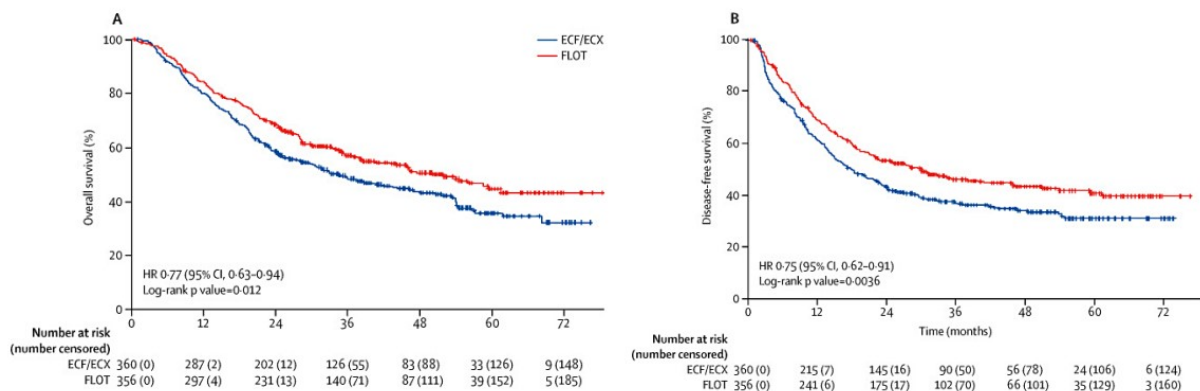 A
Overall survival (%)
100
80
60
40
20
0
ECF/ECX
FLOT
HR 0·77 (95% CI, 0·63–0·94)
Log-rank p value=0·012
0 12 24 36 48 60 72
Number at risk
(number censored)
ECF/ECX 360 (0) 287 (2) 202 (12) 126 (55) 83 (88) 33 (126) 9 (148)
FLOT 356 (0) 297 (4) 231 (13) 140 (71) 87 (111) 39 (152) 5 (185)
B
Disease-free survival (%)
100
80
60
40
20
0
HR 0·75 (95% CI, 0·62–0·91)
Log-rank p value=0·0036
0 12 24 36 48 60 72
Time (months)
Number at risk
(number censored)
ECF/ECX 360 (0) 215 (7) 145 (16) 90 (50) 56 (78) 24 (106) 6 (124)
FLOT 356 (0) 241 (6) 175 (17) 102 (70) 66 (101) 35 (128) 3 (160)